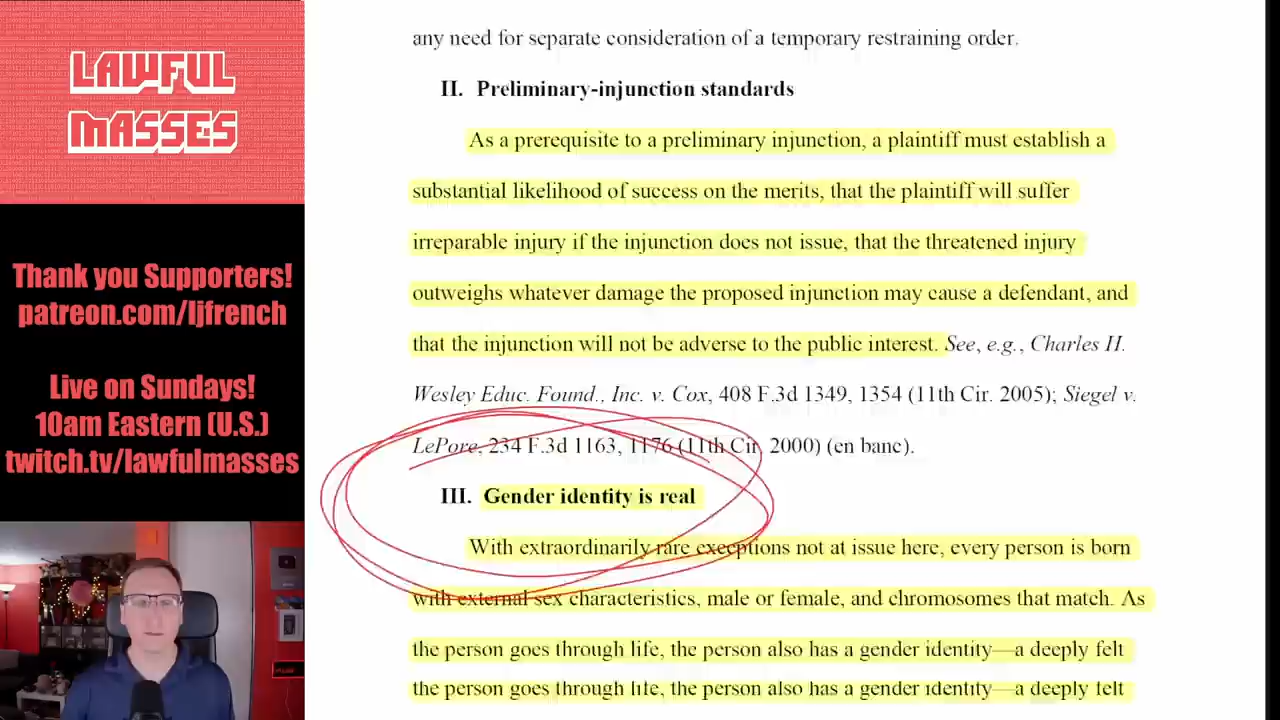 LAWFUL
MASSES
Thank you Supporters!
patreon.com/ljfrench
Live on Sundays!
10am Eastern (U.S.)
twitch.tv/lawfulmasses
any need for separate consideration of a temporary restraining order.
II. Preliminary-injunction standards
As a prerequisite to a preliminary injunction, a plaintiff must establish a
substantial likelihood of success on the merits, that the plaintiff will suffer
irreparable injury if the injunction does not issue, that the threatened injury
outweighs whatever damage the proposed injunction may cause a defendant, and
that the injunction will not be adverse to the public interest. See, e.g., Charles H.
Wesley Educ. Found., Inc. v. Cox, 408 F.3d 1349, 1354 (11th Cir. 2005); Siegel v.
LePore, 234 F.3d 1163, 1176 (11th Cir. 2000) (en banc).
III. Gender identity is real
With extraordinarily rare exceptions not at issue here, every person is born
with external sex characteristics, male or female, and chromosomes that match. As
the person goes through life, the person also has a gender identity—a deeply felt
the person goes through life, the person also has a gender identity—a deeply felt